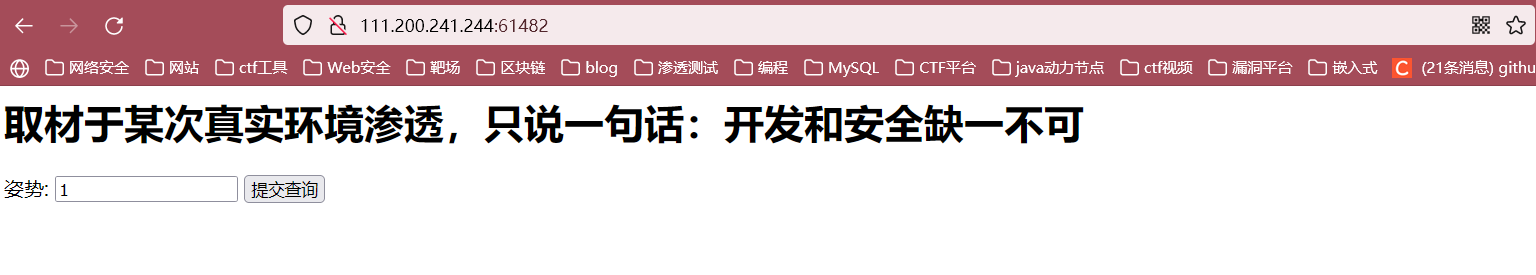 111.200.241.244:61482
网络安全 网站 ctf工具 Web安全 靶场 区块链 blog 渗透测试 编程 MySQL CTF平台 java动力节点 ctf视频 漏洞平台 嵌入式 C (21条消息) githu
取材于某次真实环境渗透，只说一句话：开发和安全缺一不可
姿势: 1 提交查询